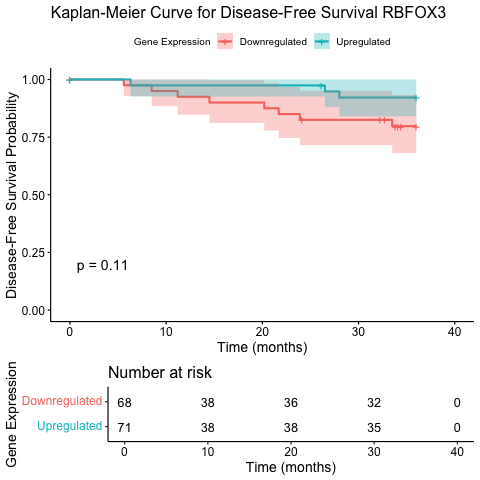 Kaplan-Meier Curve for Disease-Free Survival RBFOX3
Gene Expression Downregulated Upregulated
Disease-Free Survival Probability
1.00
0.75
0.50
0.25
0.00
p = 0.11
0 10 20 30 40
Time (months)
Number at risk
Gene Expression
Downregulated 68 38 36 32 0
Upregulated 71 38 38 35 0
0 10 20 30 40
Time (months)